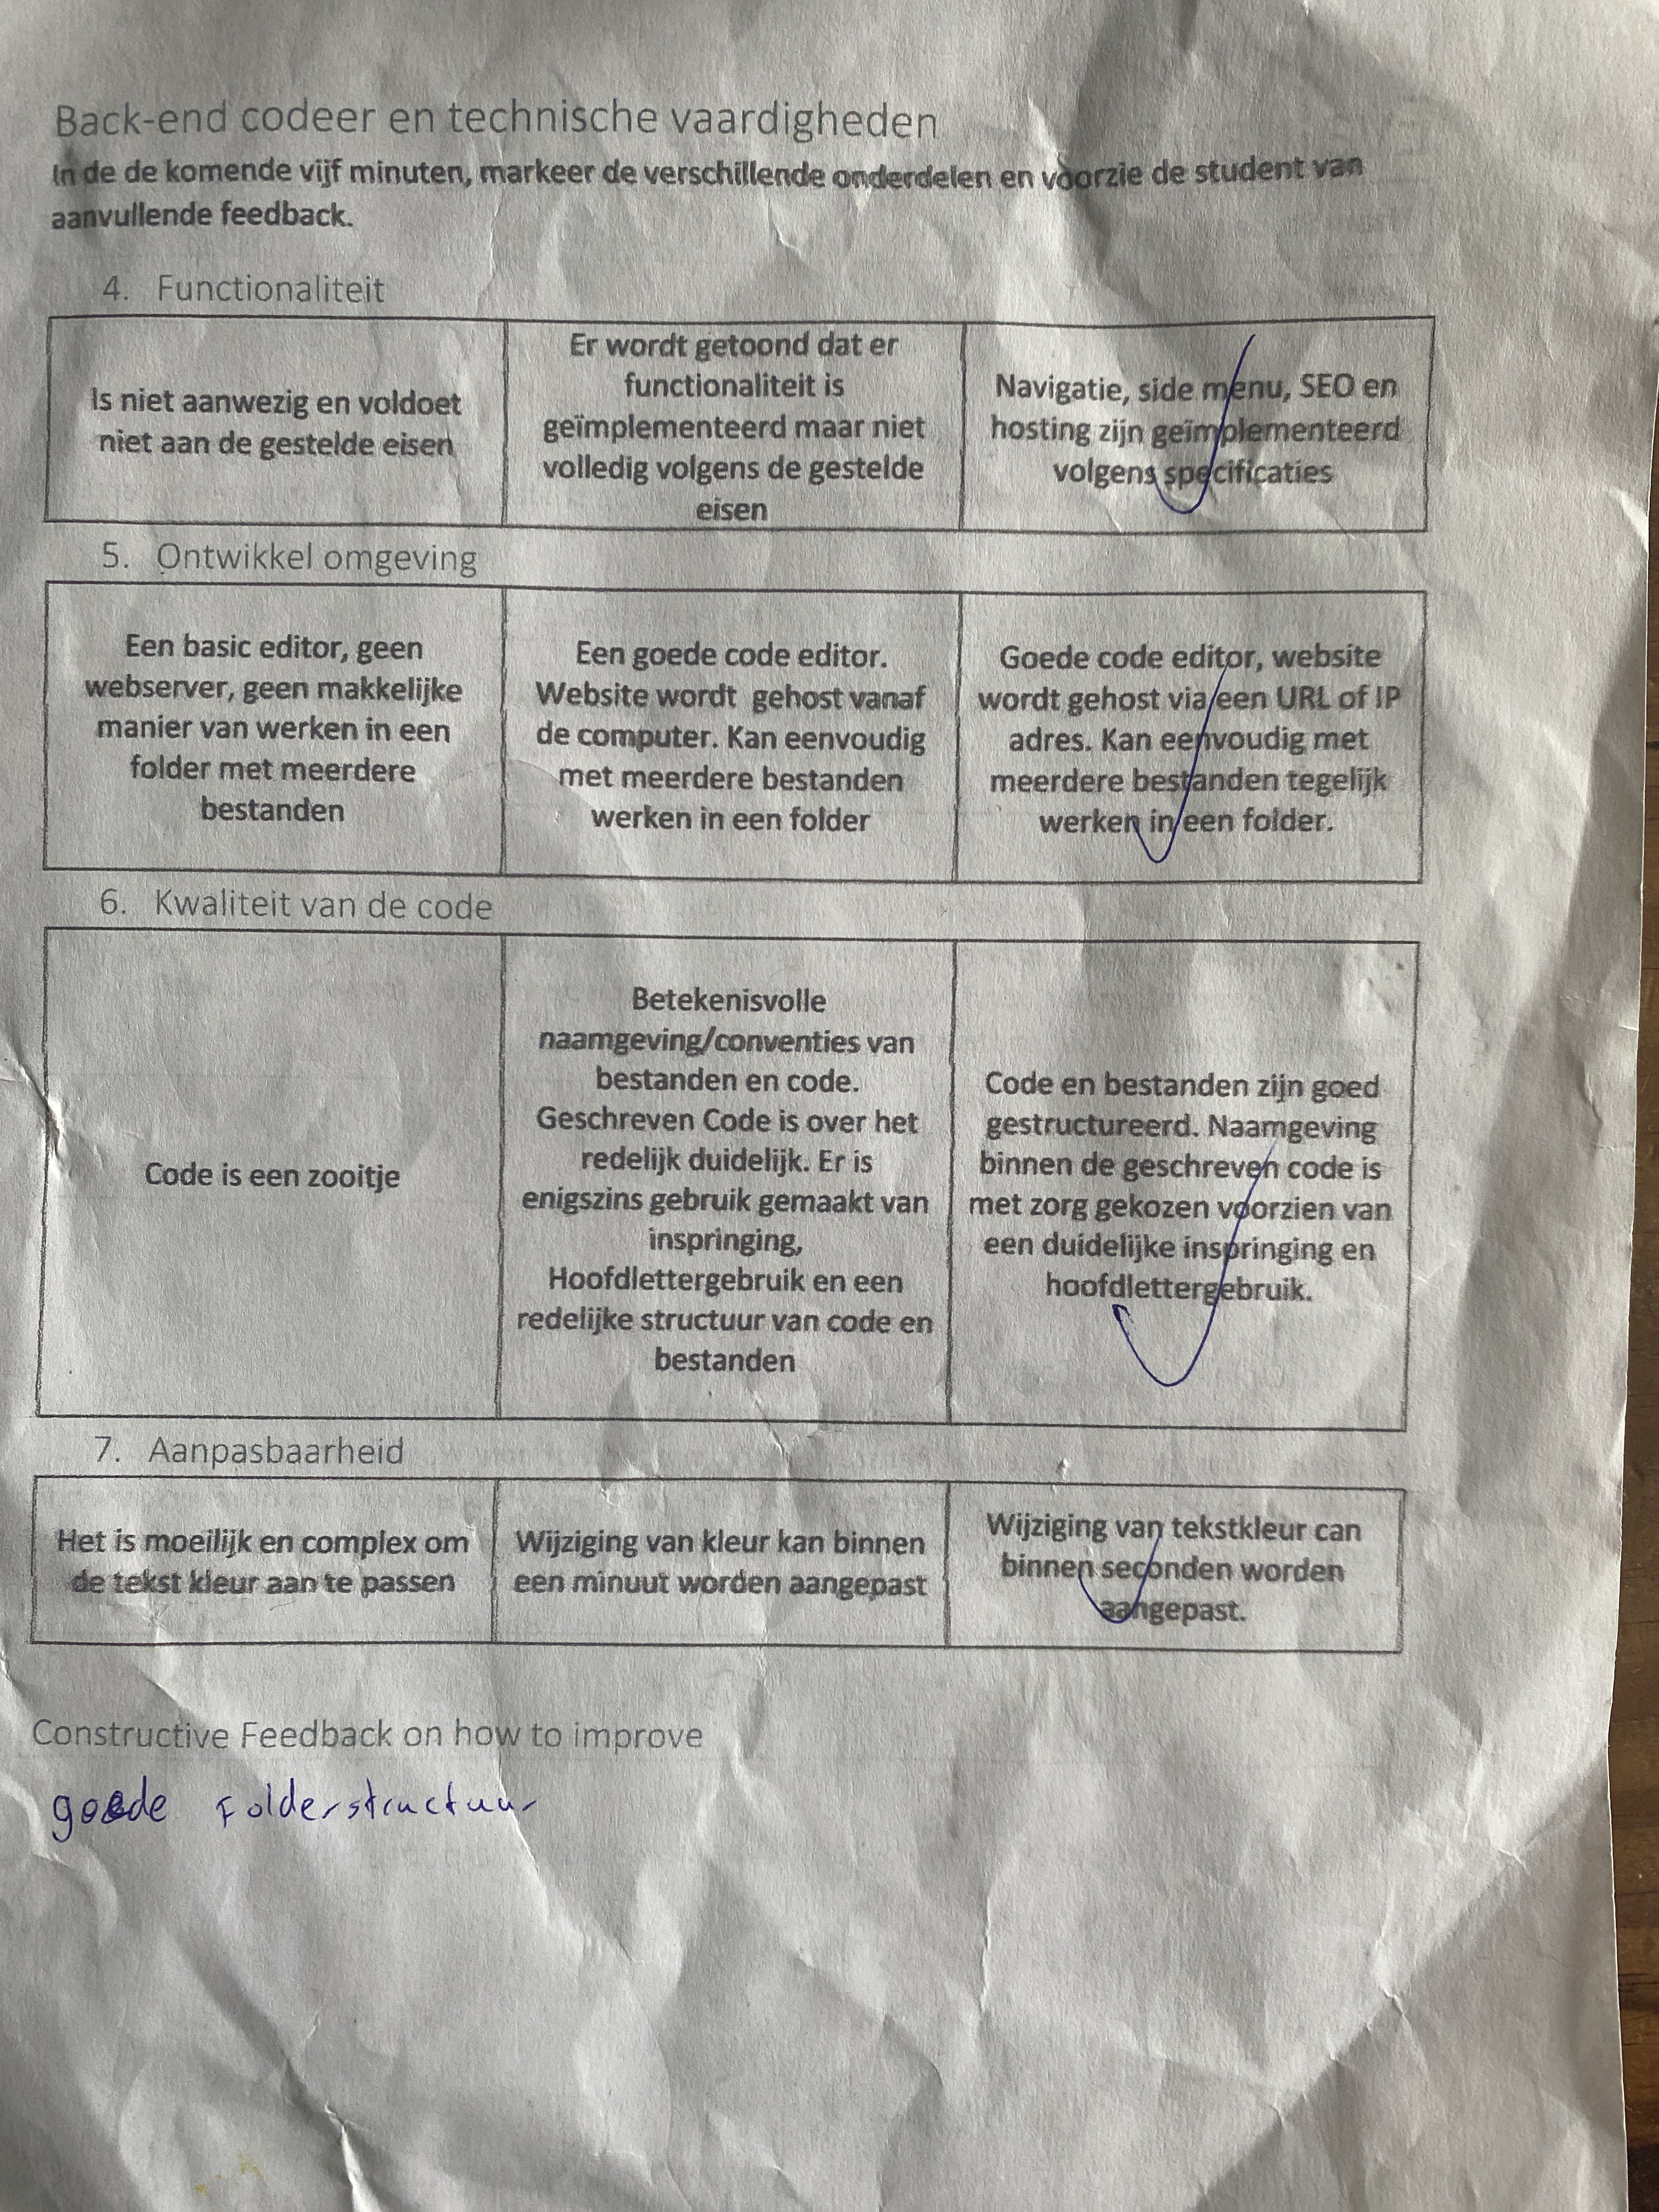 Back-end codeer en technische vaardigheden
In de de komende vijf minuten, markeer de verschillende onderdelen en voorzie de student van
aanvullende feedback.
4. Functionaliteit
Is niet aanwezig en voldoet
niet aan de gestelde eisen
Er wordt getoond dat er
functionaliteit is
geïmplementeerd maar niet
volledig volgens de gestelde
eisen
Navigatie, side menu, SEO en
hosting zijn geïmplementeerd
volgens specificaties
5. Ontwikkel omgeving
Een basic editor, geen
webserver, geen makkelijke
manier van werken in een
folder met meerdere
bestanden
Een goede code editor.
Website wordt gehost vanaf
de computer. Kan eenvoudig
met meerdere bestanden
werken in een folder
Goede code editor, website
wordt gehost via een URL of IP
adres. Kan eenvoudig met
meerdere bestanden tegelijk
werken in een folder.
6. Kwaliteit van de code
Code is een zooitje
Betekenisvolle
naamgeving/conventies van
bestanden en code.
Geschreven Code is over het
redelijk duidelijk. Er is
enigszins gebruik gemaakt van
inspringing,
Hoofdlettergebruik en een
redelijke structuur van code en
bestanden
Code en bestanden zijn goed
gestructureerd. Naamgeving
binnen de geschreven code is
met zorg gekozen voorzien van
een duidelijke inspringing en
hoofdlettergebruik.
7. Aanpasbaarheid
Het is moeilijk en complex om
de tekst kleur aan te passen
Wijziging van kleur kan binnen
een minuut worden aangepast
Wijziging van tekstkleur can
binnen seconden worden
aangepast.
Constructive Feedback on how to improve
goede folderstructuur